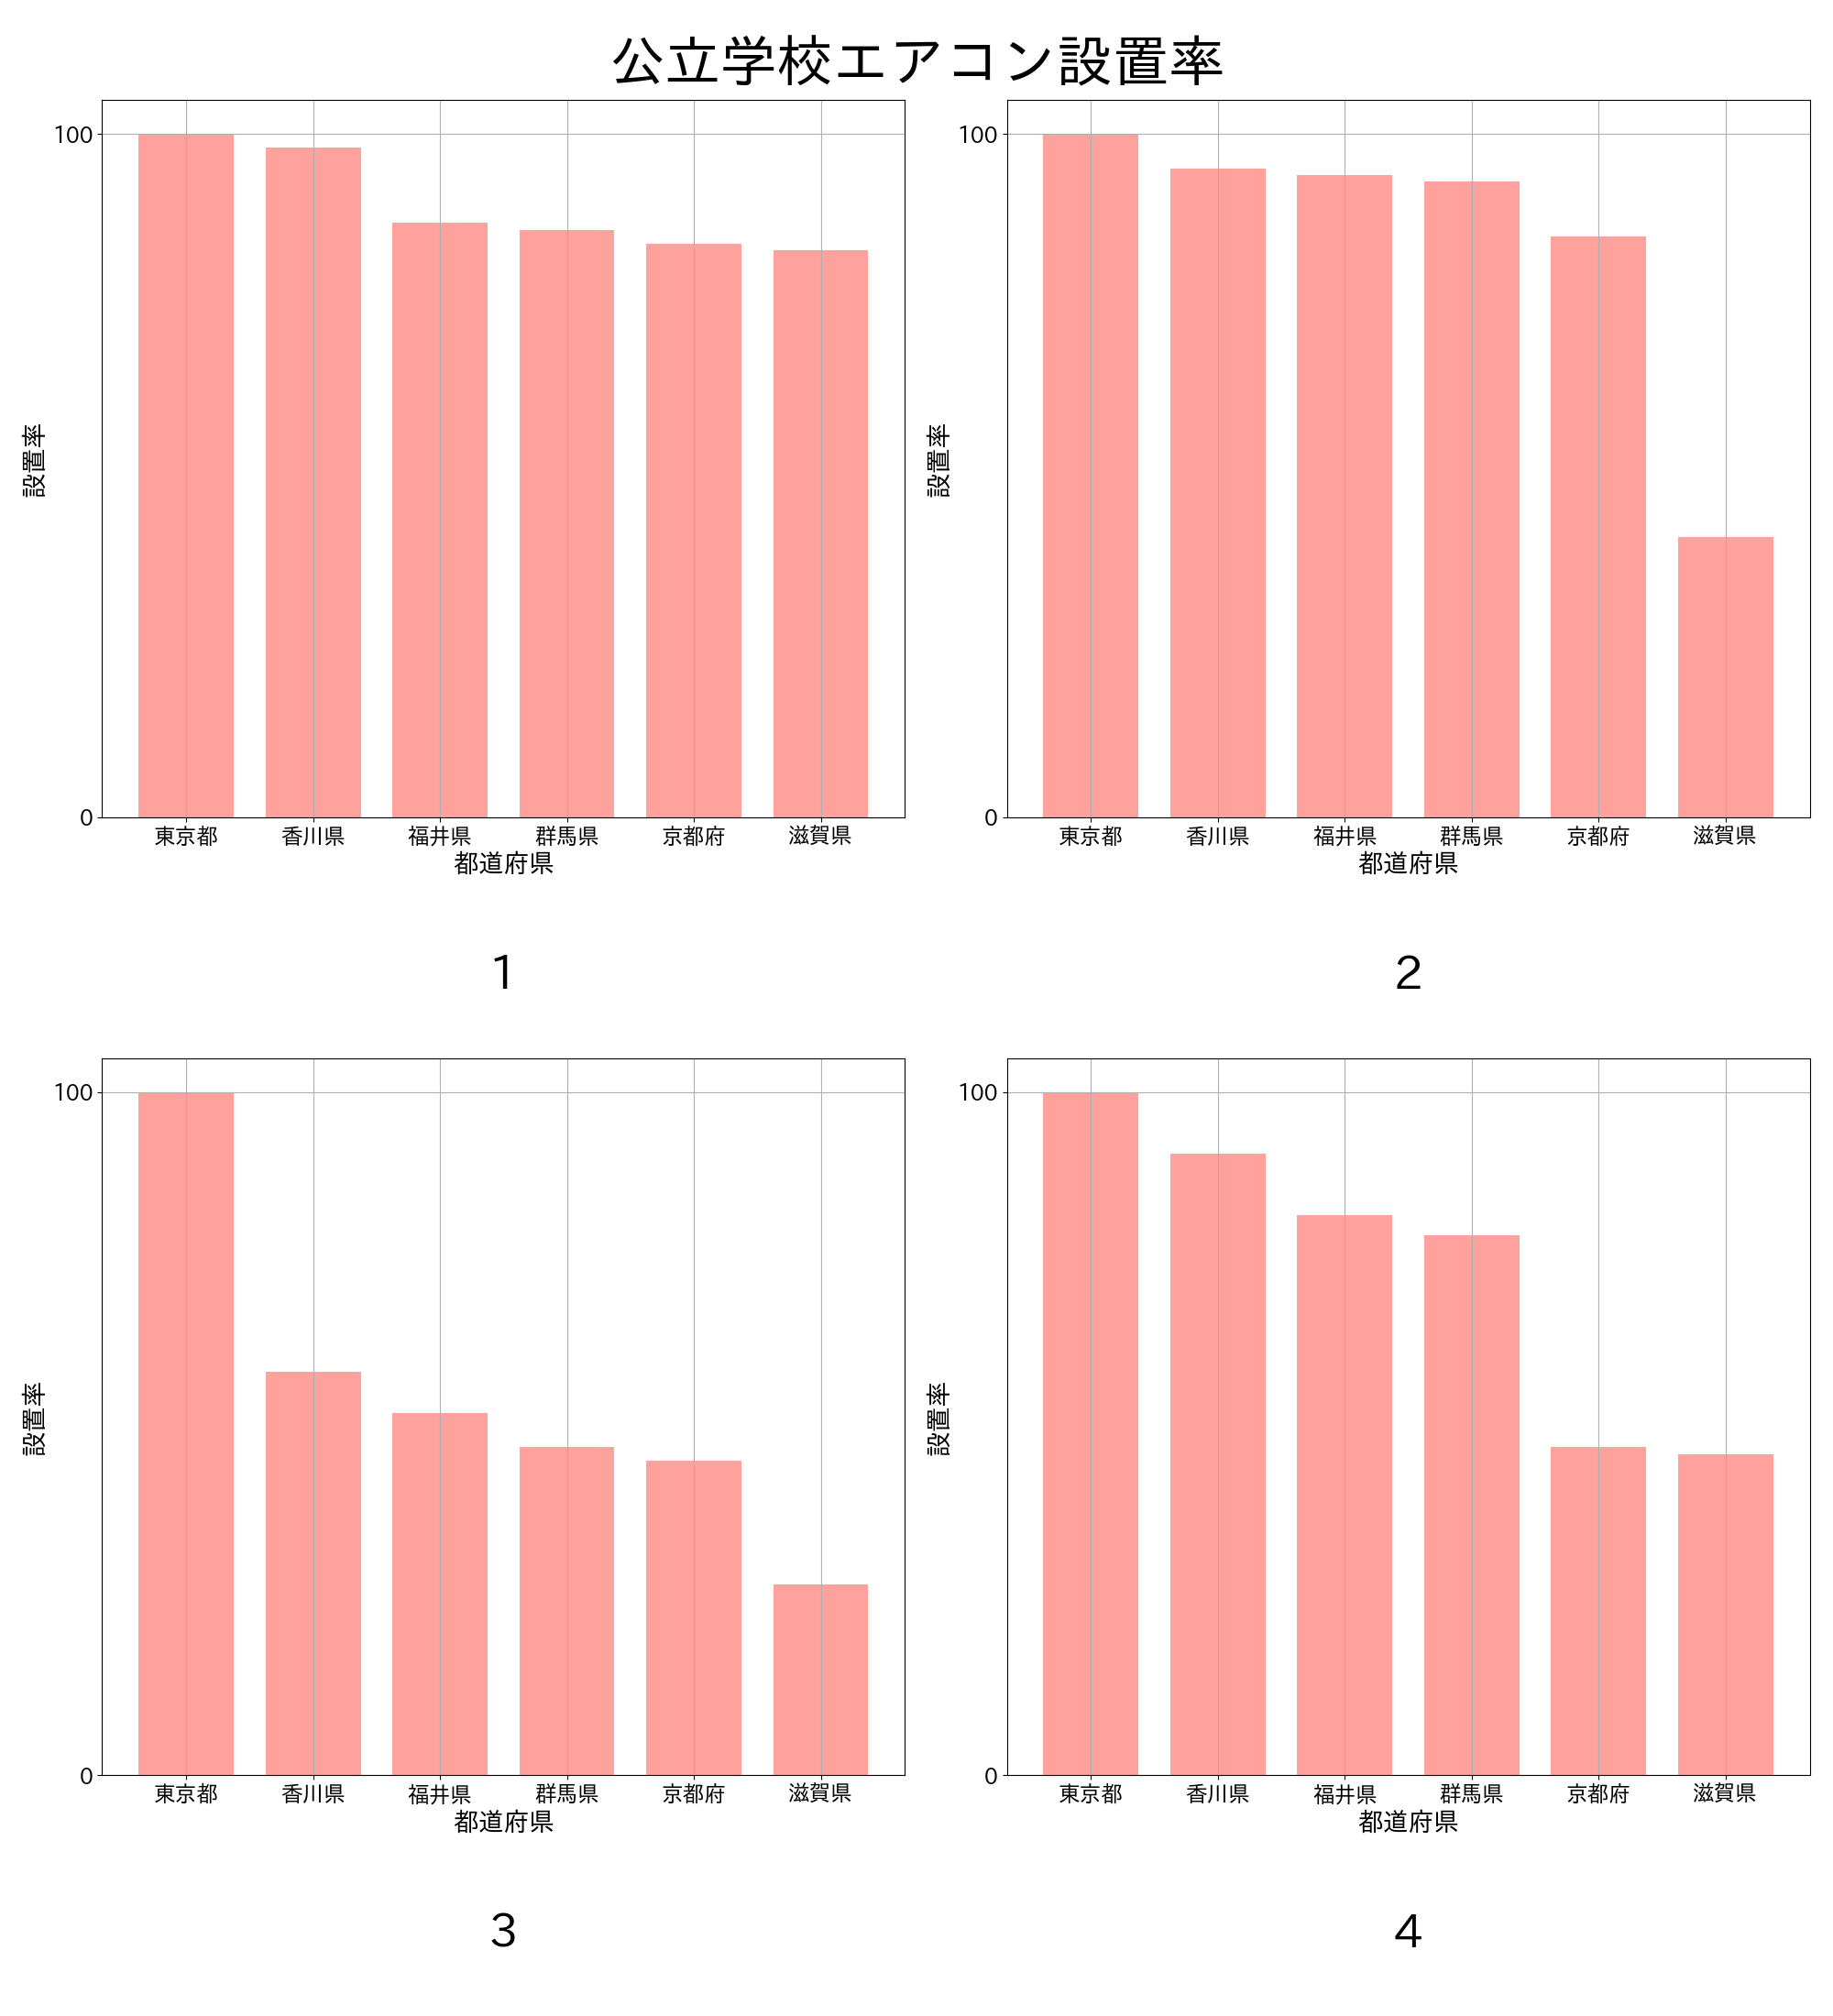 公立学校エアコン設置率
100
0
設置率
東京都 香川県 福井県 群馬県 京都府 滋賀県
都道府県
1
100
0
設置率
東京都 香川県 福井県 群馬県 京都府 滋賀県
都道府県
2
100
0
設置率
東京都 香川県 福井県 群馬県 京都府 滋賀県
都道府県
3
100
0
設置率
東京都 香川県 福井県 群馬県 京都府 滋賀県
都道府県
4